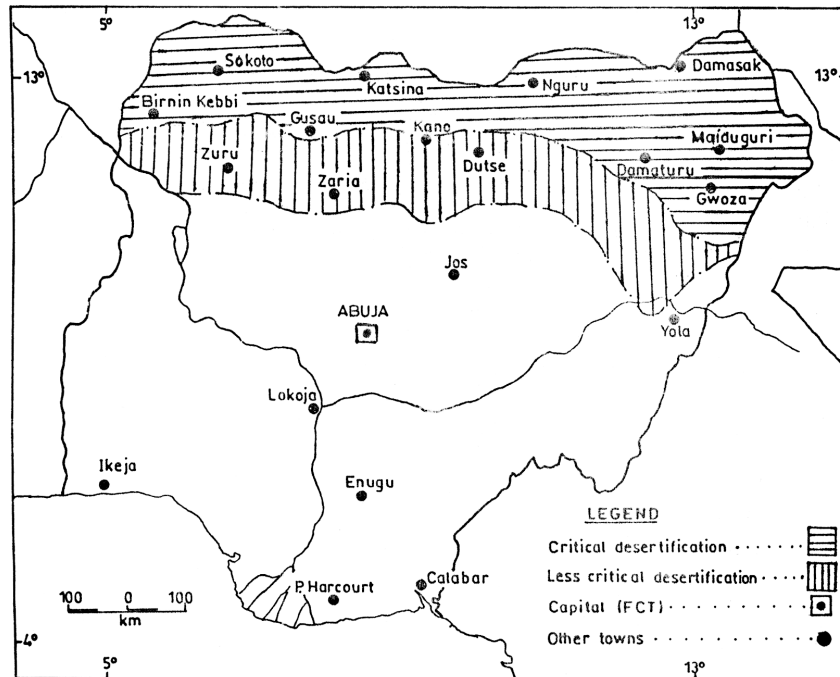 5°
13°
13°
13°
Sokoto
Katsina
Nguru
Damasak
Birnin Kebbi
Gusau
Kano
Maiduguri
Zuru
Zaria
Dutse
Damaturu
Gwoza
Jos
ABUJA
Yola
Lokoja
Ikeja
Enugu
P. Harcourt
Calabar
LEGEND
Critical desertification
Less critical desertification
Capital (FCT)
Other towns
100 0 100
km
4°
4°
5°
13°